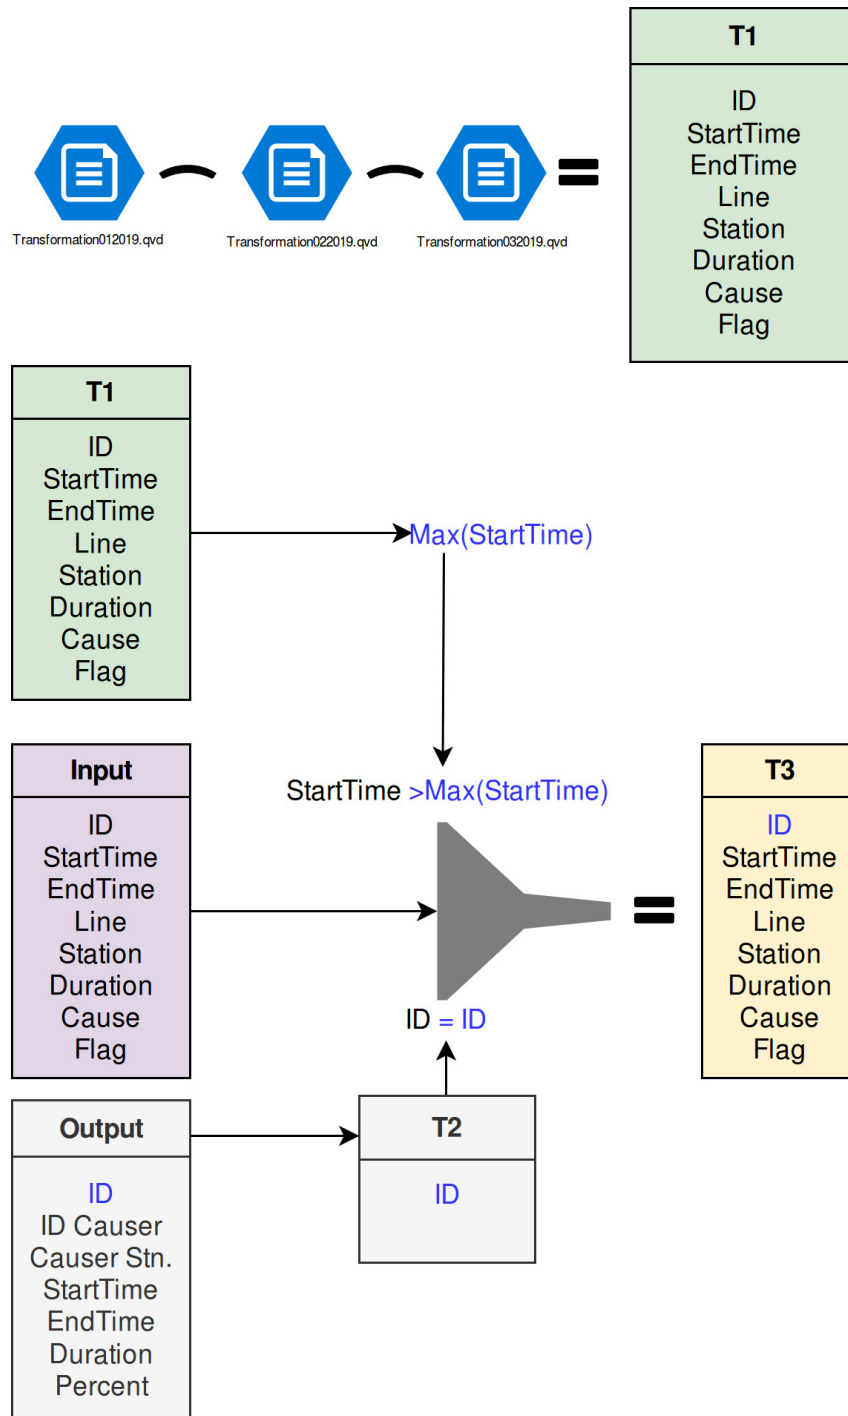 T1
ID
StartTime
EndTime
Line
Station
Duration
Cause
Flag
Transformation012019.qvd
Transformation022019.qvd
Transformation032019.qvd
T1
ID
StartTime
EndTime
Line
Station
Duration
Cause
Flag
Max(StartTime)
Input
ID
StartTime
EndTime
Line
Station
Duration
Cause
Flag
StartTime >Max(StartTime)
ID = ID
T3
ID
StartTime
EndTime
Line
Station
Duration
Cause
Flag
Output
ID
ID Causer
Causer Stn.
StartTime
EndTime
Duration
Percent
T2
ID